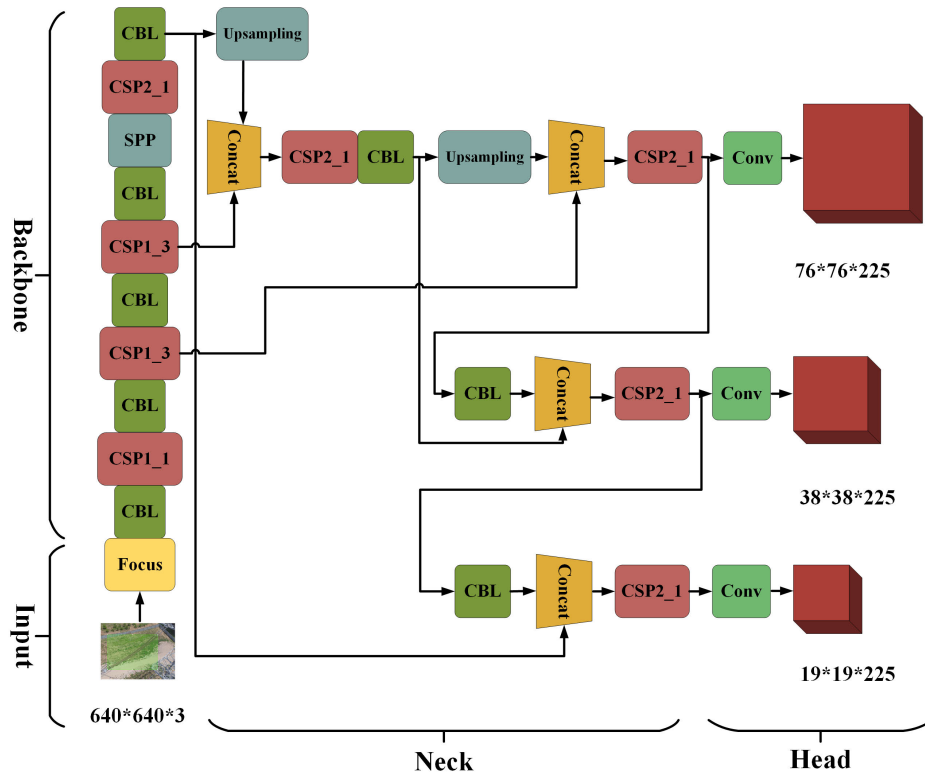 Backbone
Input
CBL
CSP2_1
SPP
CBL
CSP1_3
CBL
CSP1_3
CBL
CSP1_1
CBL
Focus
640*640*3
Upsampling
Concat
CSP2_1
CBL
Upsampling
Concat
CSP2_1
Conv
76*76*225
CBL
Concat
CSP2_1
Conv
38*38*225
CBL
Concat
CSP2_1
Conv
19*19*225
Neck
Head